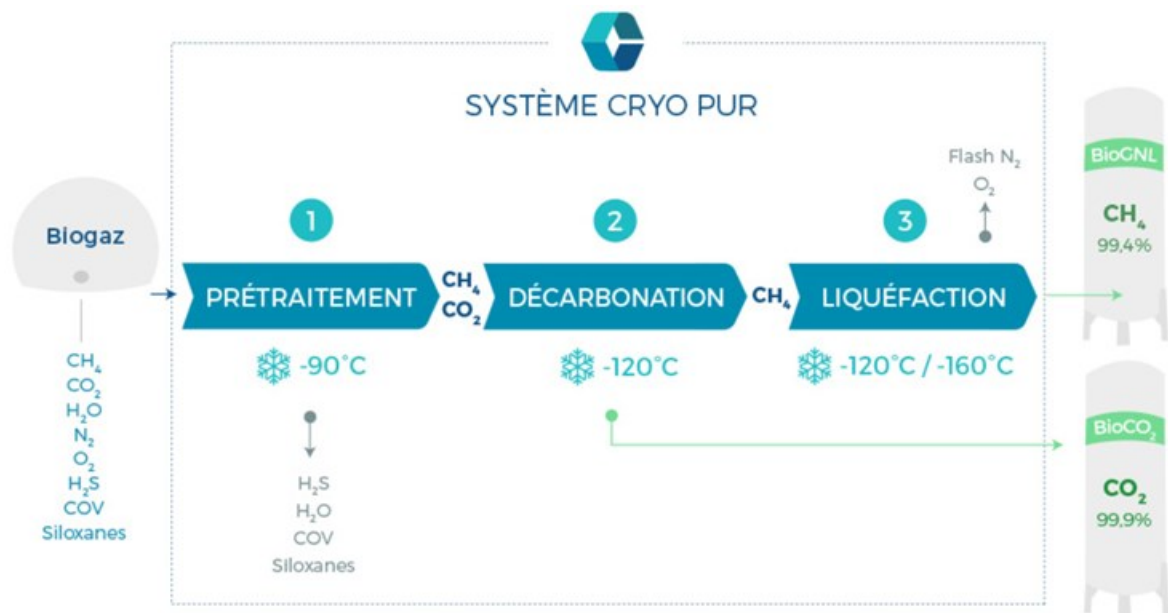 SYSTÈME CRYO PUR
Biogaz
CH₄
CO₂
H₂O
N₂
O₂
H₂S
COV
Siloxanes
1
PRÉTRAITEMENT
-90°C
H₂S
H₂O
COV
Siloxanes
CH₄
CO₂
2
DÉCARBONATION
-120°C
CH₄
3
LIQUÉFACTION
-120°C / -160°C
Flash N₂
O₂
BioGNL
CH₄
99,4%
BioCO₂
CO₂
99,9%